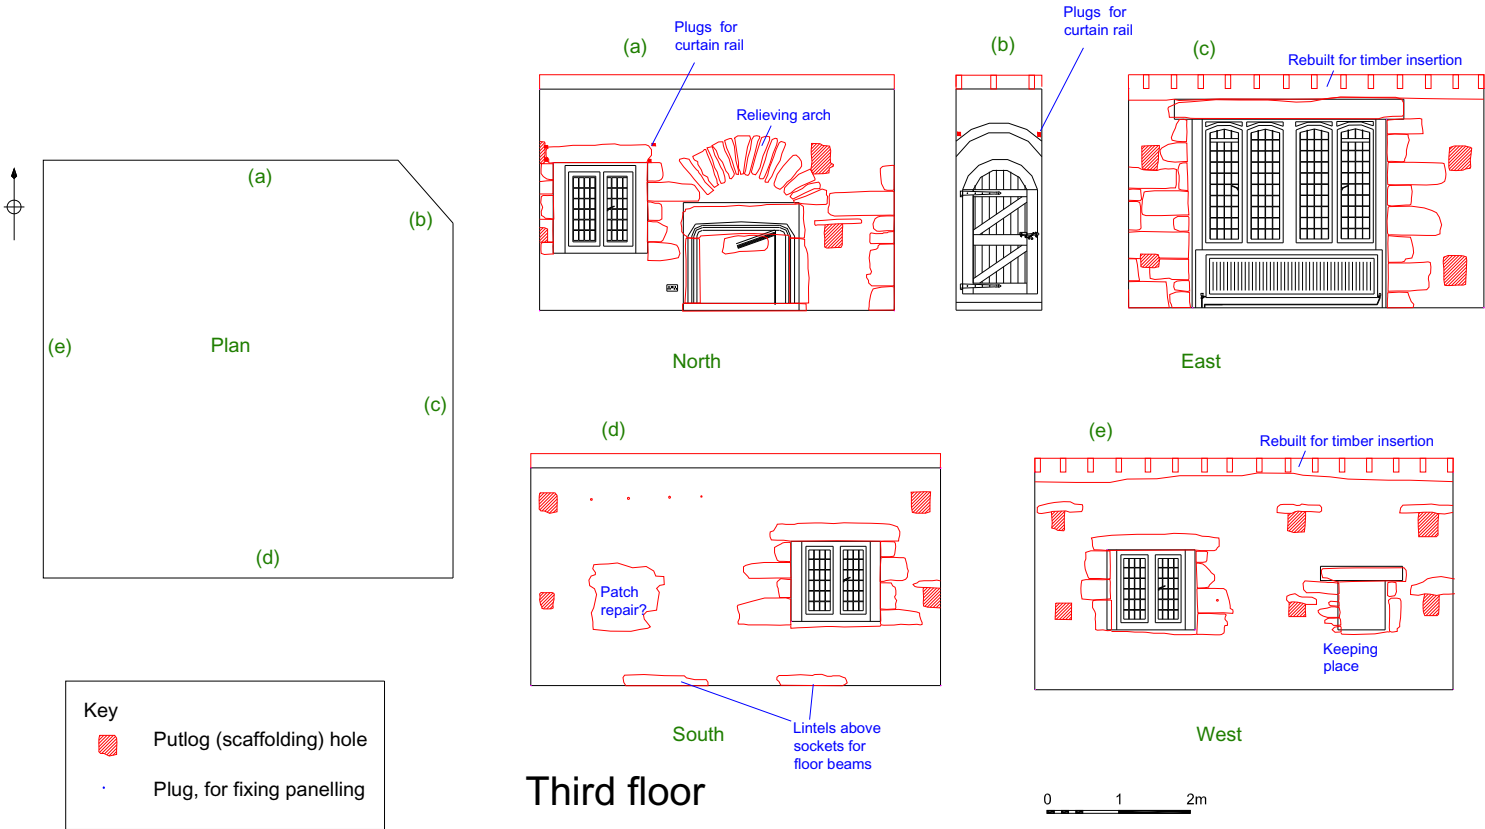 Plugs for
curtain rail
(a)
Relieving arch
North
Plugs for
curtain rail
(b)
(c)
Rebuilt for timber insertion
East
(a)
(b)
(e)
Plan
(c)
(d)
(d)
Patch
repair?
Lintels above
sockets for
floor beams
South
(e)
Rebuilt for timber insertion
Keeping
place
West
Key
Putlog (scaffolding) hole
Plug, for fixing panelling
Third floor
0 1 2m